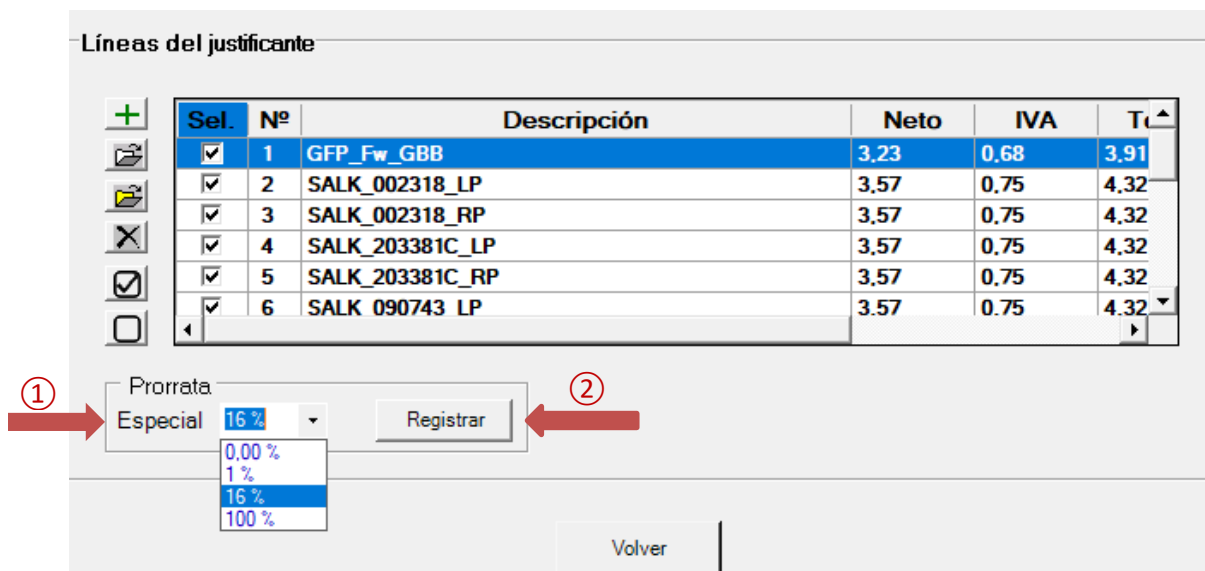 Líneas del justificante
Sel. Nº Descripción Neto IVA
1 GFP_Fw_GBB 3,23 0,68 3,91
2 SALK_002318_LP 3,57 0,75 4,32
3 SALK_002318_RP 3,57 0,75 4,32
4 SALK_203381C_LP 3,57 0,75 4,32
5 SALK_203381C_RP 3,57 0,75 4,32
6 SALK_090743_LP 3,57 0,75 4,32
Prorrata
① Especial 16 % Registrar ②
0,00 %
1 %
16 %
100 %
Volver